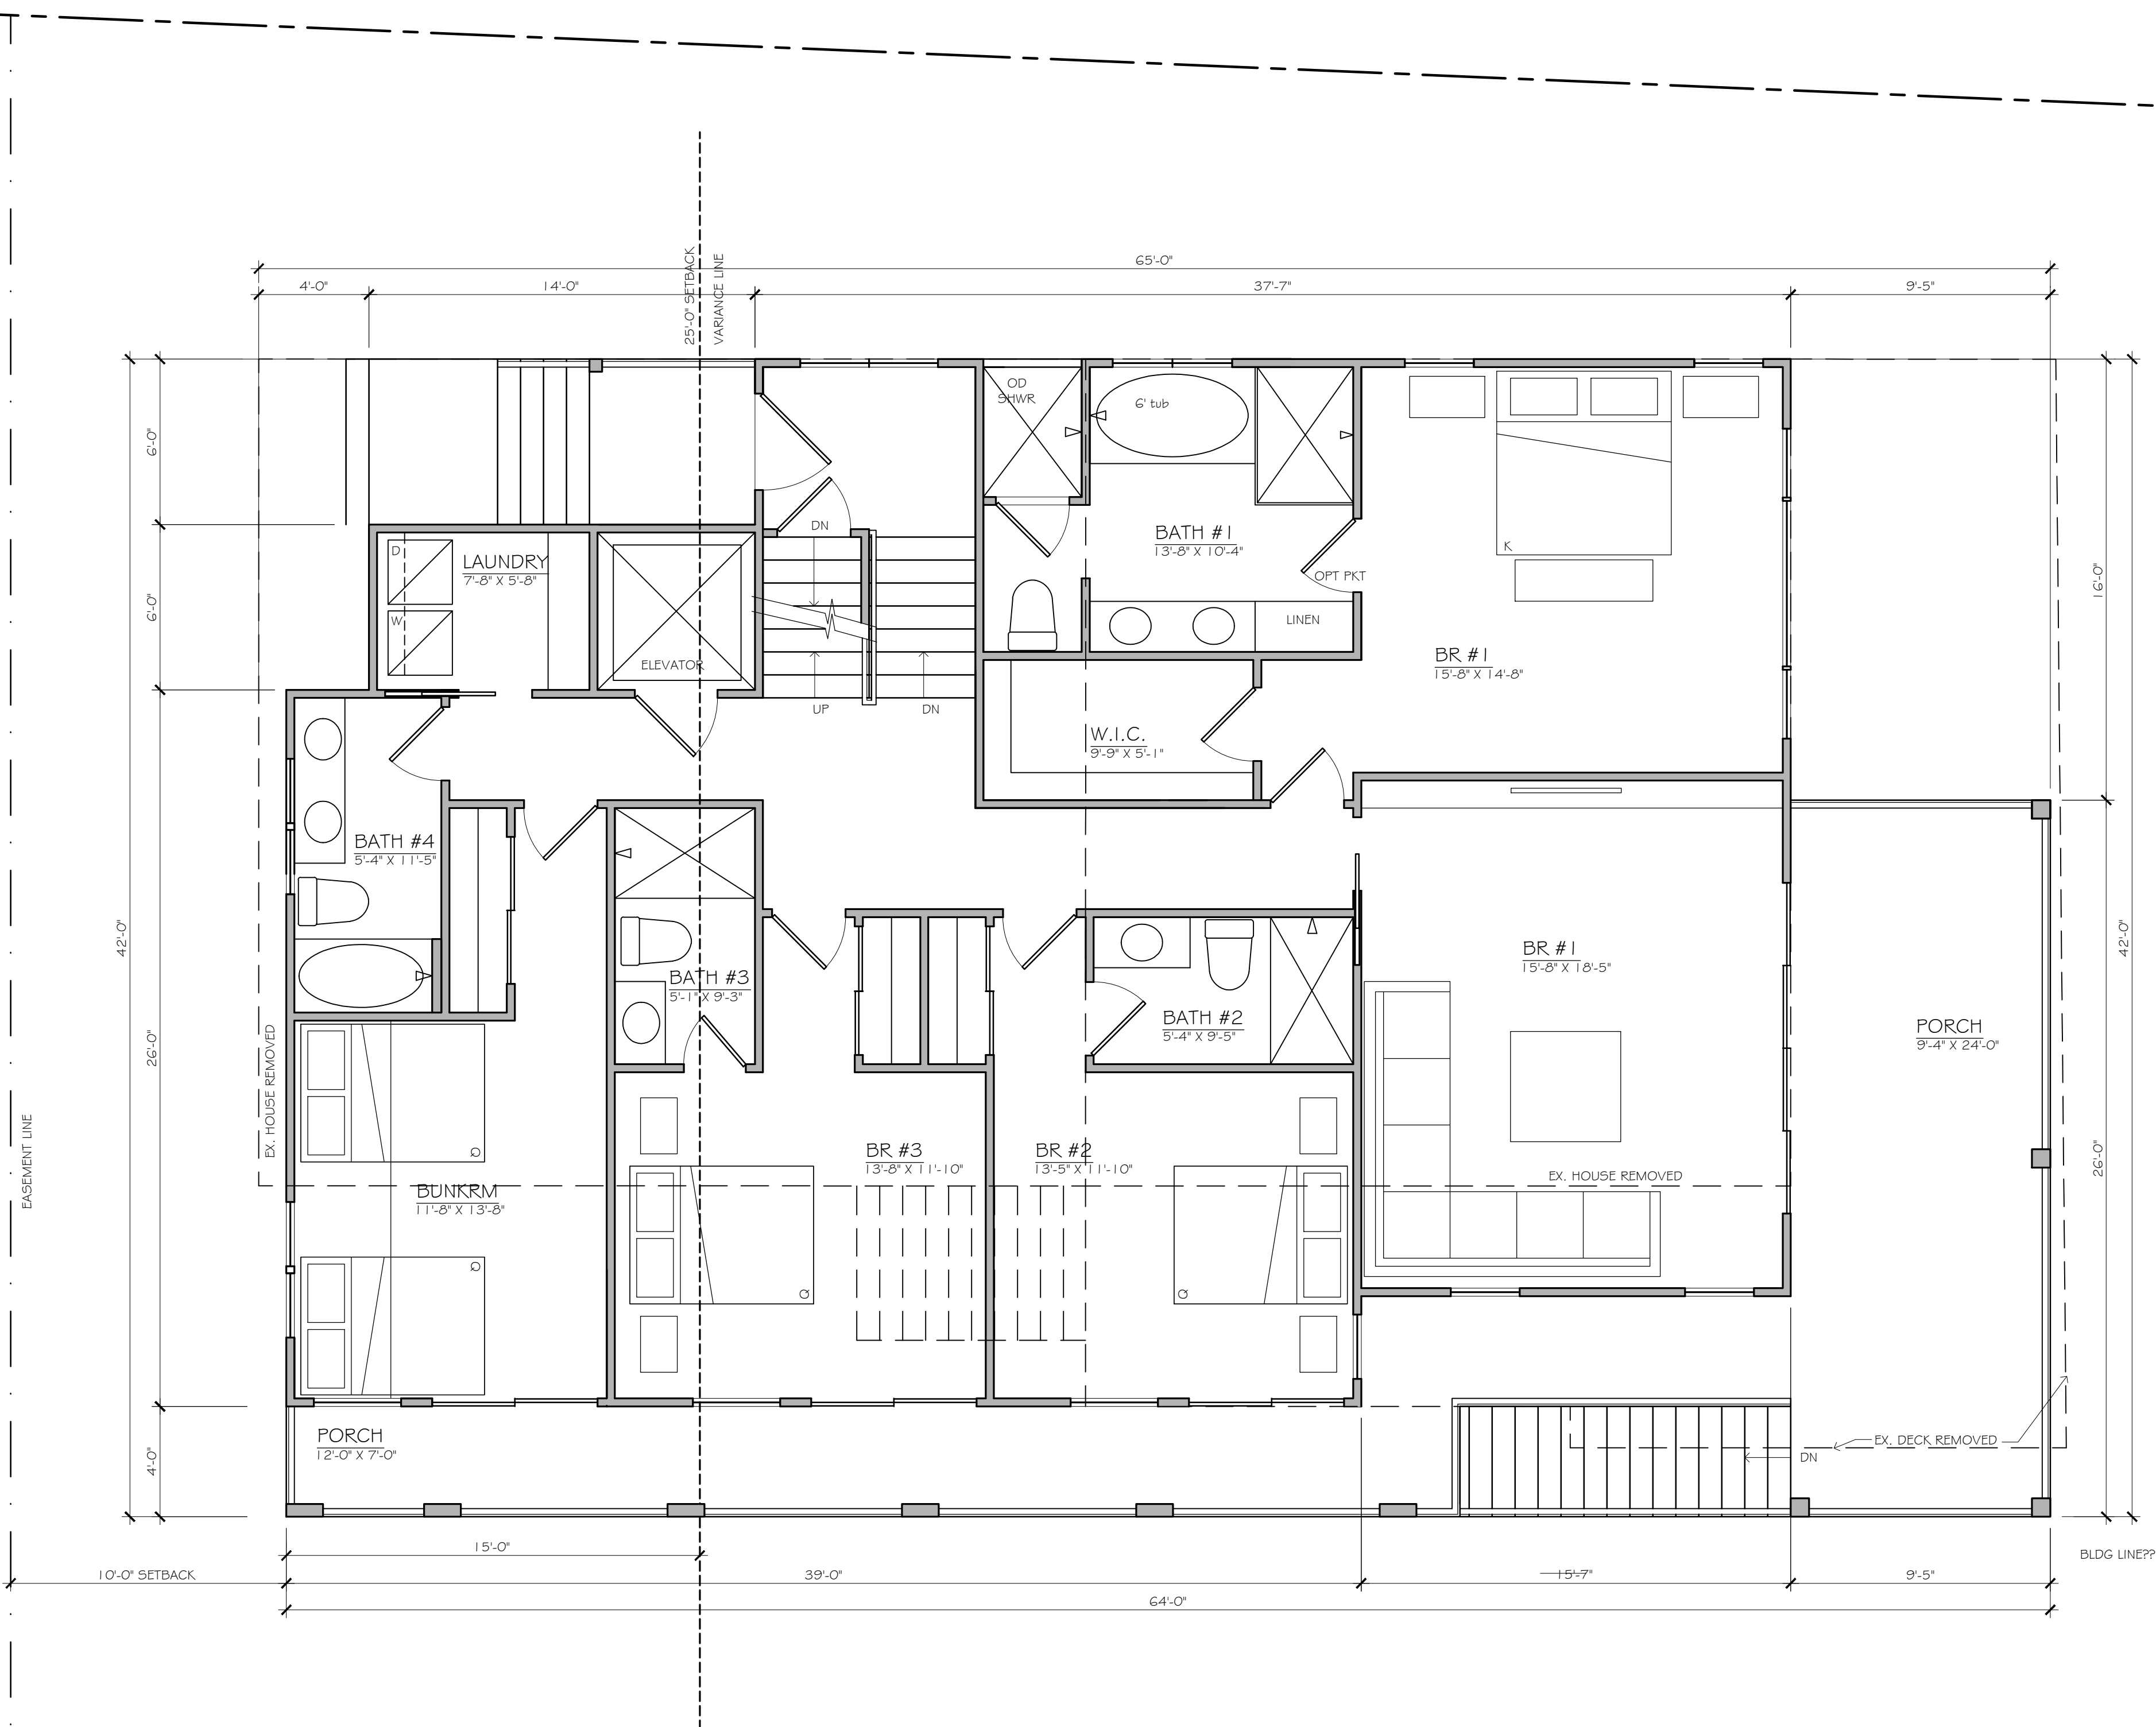 65'-0"
4'-0"
14'-0"
25'-0" SETBACK
VARIANCE LINE
37'-7"
9'-5"
6'-0"
6'-0"
42'-0"
26'-0"
4'-0"
16'-0"
42'-0"
26'-0"
OD
SHWR
6' tub
BATH #1
13'-8" X 10'-4"
OPT PKT
LINEN
K
BR #1
15'-8" X 14'-8"
D
W
LAUNDRY
7'-8" X 5'-8"
ELEVATOR
DN
UP
DN
W.I.C.
9'-9" X 5'-1"
BATH #4
5'-4" X 11'-5"
BATH #3
5'-1" X 9'-3"
BATH #2
5'-4" X 9'-5"
BR #1
15'-8" X 18'-5"
PORCH
9'-4" X 24'-0"
EX. HOUSE REMOVED
EASEMENT LINE
Q
BUNKRM
11'-8" X 13'-8"
Q
BR #3
13'-8" X 11'-10"
Q
BR #2
13'-5" X 11'-10"
Q
EX. HOUSE REMOVED
PORCH
12'-0" X 7'-0"
EX. DECK REMOVED
DN
15'-0"
BLDG LINE??
10'-0" SETBACK
39'-0"
15'-7"
9'-5"
64'-0"